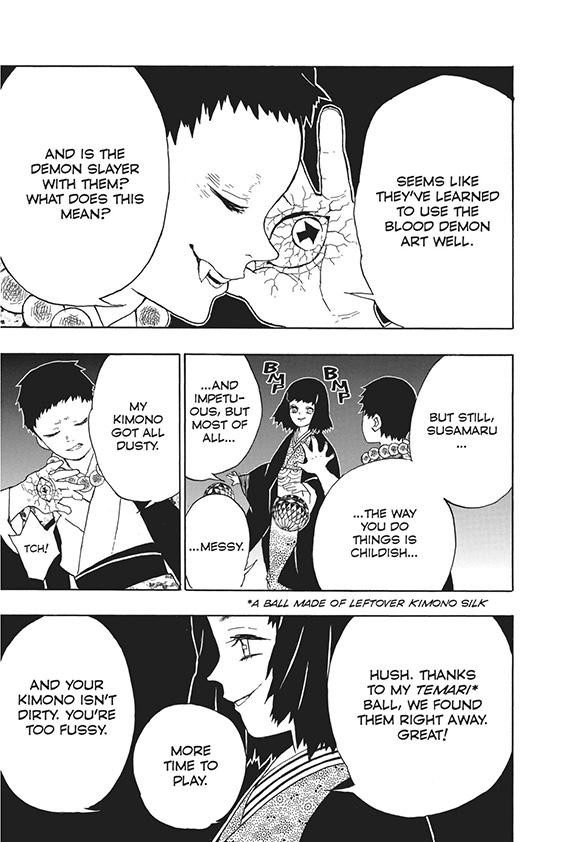 SEEMS LIKE
THEY'VE LEARNED
TO USE THE
BLOOD DEMON
ART WELL.
AND IS THE
DEMON SLAYER
WITH THEM?
WHAT DOES THIS
MEAN?
BUT STILL,
SUSAMARU
...
...THE WAY
YOU DO
THINGS IS
CHILDISH...
BMP
BMP
...AND
IMPETU-
OUS, BUT
MOST OF
ALL...
...MESSY.
MY
KIMONO
GOT ALL
DUSTY.
TCH!
*A BALL MADE OF LEFTOVER KIMONO SILK
HUSH. THANKS
TO MY TEMARI*
BALL, WE FOUND
THEM RIGHT AWAY.
GREAT!
MORE
TIME TO
PLAY.
AND YOUR
KIMONO ISN'T
DIRTY. YOU'RE
TOO FUSSY.